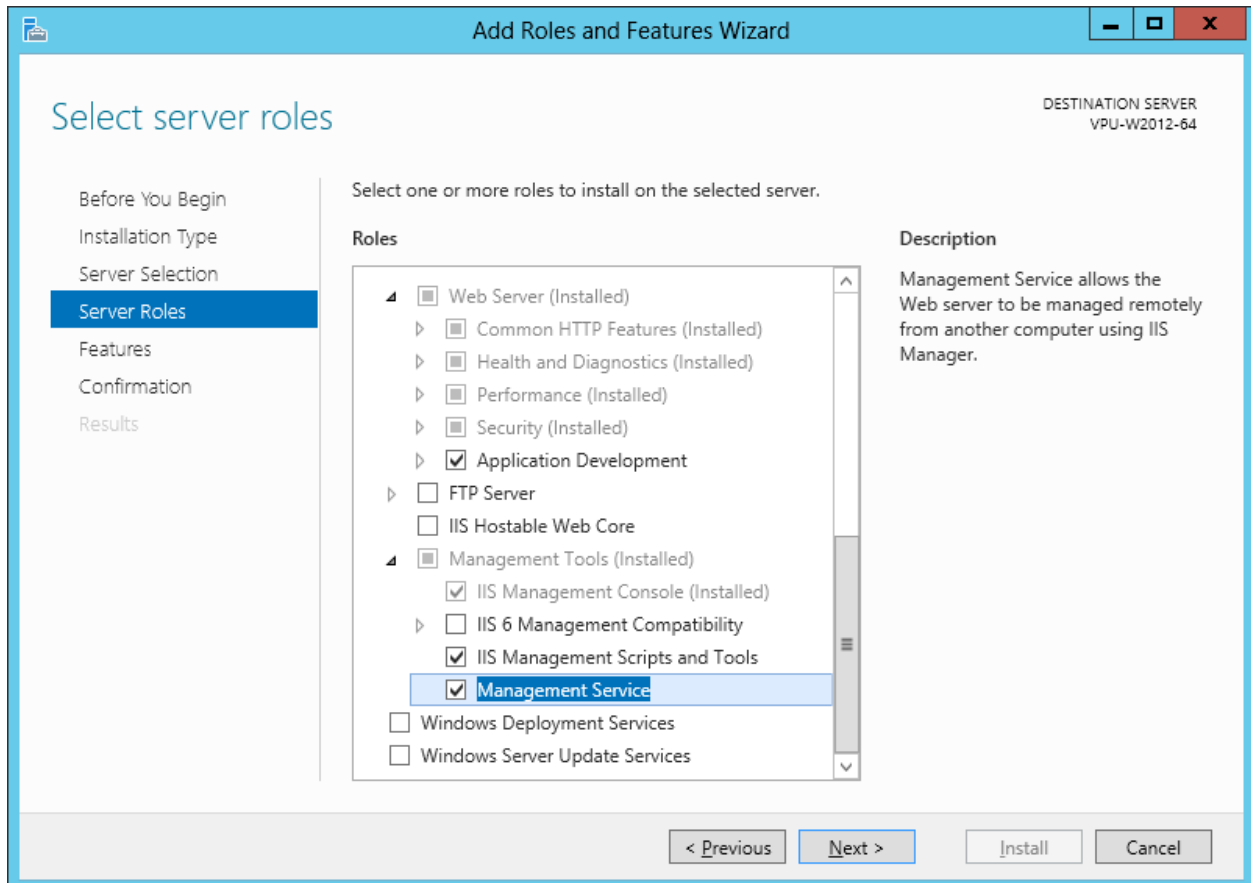 Add Roles and Features Wizard
Select server roles
DESTINATION SERVER
VPU-W2012-64
Before You Begin
Installation Type
Server Selection
Server Roles
Features
Confirmation
Results
Select one or more roles to install on the selected server.
Roles
Web Server (Installed)
Common HTTP Features (Installed)
Health and Diagnostics (Installed)
Performance (Installed)
Security (Installed)
Application Development
FTP Server
IIS Hostable Web Core
Management Tools (Installed)
IIS Management Console (Installed)
IIS 6 Management Compatibility
IIS Management Scripts and Tools
Management Service
Windows Deployment Services
Windows Server Update Services
Description
Management Service allows the
Web server to be managed remotely
from another computer using IIS
Manager.
< Previous
Next >
Install
Cancel